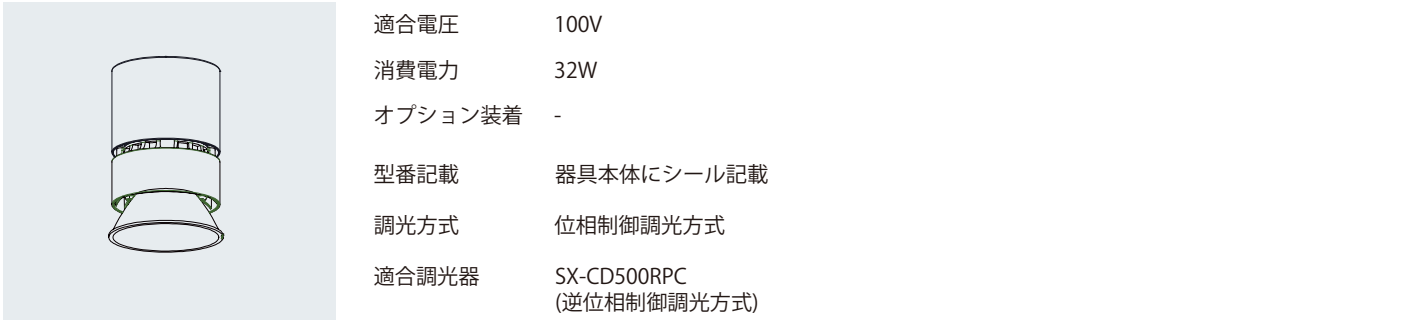 適合電圧 100V
消費電力 32W
オプション装着 -
型番記載 器具本体にシール記載
調光方式 位相制御調光方式
適合調光器 SX-CD500RPC
(逆位相制御調光方式)